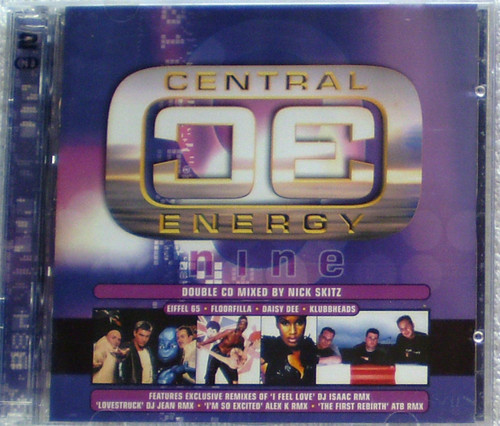 CENTRAL
ENERGY
nine
DOUBLE CD MIXED BY NICK SKITZ
EIFFEL 65 • FLOORFILLA • DAISY DEE • KLUBBHEADS
FEATURES EXCLUSIVE REMIXES OF 'I FEEL LOVE' DJ ISAAC RMX
'LOVESTRUCK' DJ JEAN RMX • 'I'M SO EXCITED' ALEX K RMX • 'THE FIRST REBIRTH' ATB RMX